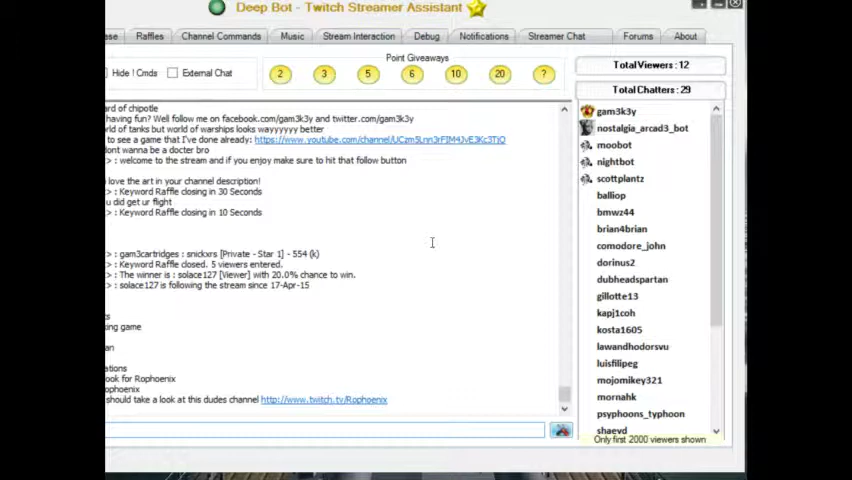 Deep Bot - Twitch Streamer Assistant
ase Raffles Channel Commands Music Stream Interaction Debug Notifications Streamer Chat Forums About
Point Giveaways
Hide ! Cmds External Chat
2 3 5 6 10 20 ?
Total Viewers : 12
Total Chatters : 29
ard of chipotle
having fun? Well follow me on facebook.com/gam3k3y and twitter.com/gam3k3y
rld of tanks but world of warships looks wayyyyy better
to see a game that I've done already:
dont wanna be a docter bro
> : welcome to the stream and if you enjoy make sure to hit that follow button
love the art in your channel description!
> : Keyword Raffle closing in 30 Seconds
u did get ur flight
> : Keyword Raffle closing in 10 Seconds
> : gam3cartridges : snickxrs [Private - Star 1] - 554 (k)
> : Keyword Raffle closed. 5 viewers entered.
> : The winner is : solace127 [Viewer] with 20.0% chance to win.
> : solace127 is following the stream since 17-Apr-15
ts
king game
an
ations
ook for Rophoenix
ophoenix
should take a look at this dudes channel http://www.twitch.tv/Rophoenix
gam3k3y
nostalgia_arcad3_bot
moobot
nightbot
scottplantz
balliop
bmwz44
brian4brian
comodore_john
dorinus2
dubheadspartan
gillotte13
kapj1coh
kosta1605
lawandhodorsvu
luisfilipeg
mojomikey321
mornahk
psyphoons_typhoon
shaevd
Only first 2000 viewers shown